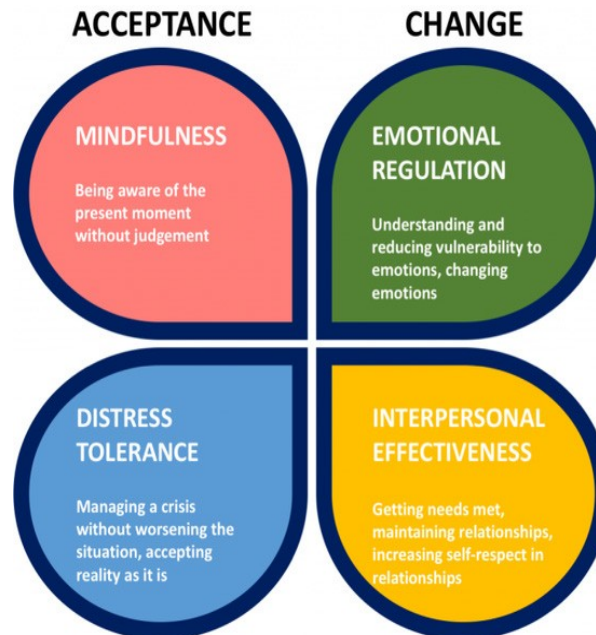 ACCEPTANCE
CHANGE
MINDFULNESS
Being aware of the
present moment
without judgement
EMOTIONAL
REGULATION
Understanding and
reducing vulnerability to
emotions, changing
emotions
DISTRESS
TOLERANCE
Managing a crisis
without worsening the
situation, accepting
reality as it is
INTERPERSONAL
EFFECTIVENESS
Getting needs met,
maintaining relationships,
increasing self-respect in
relationships